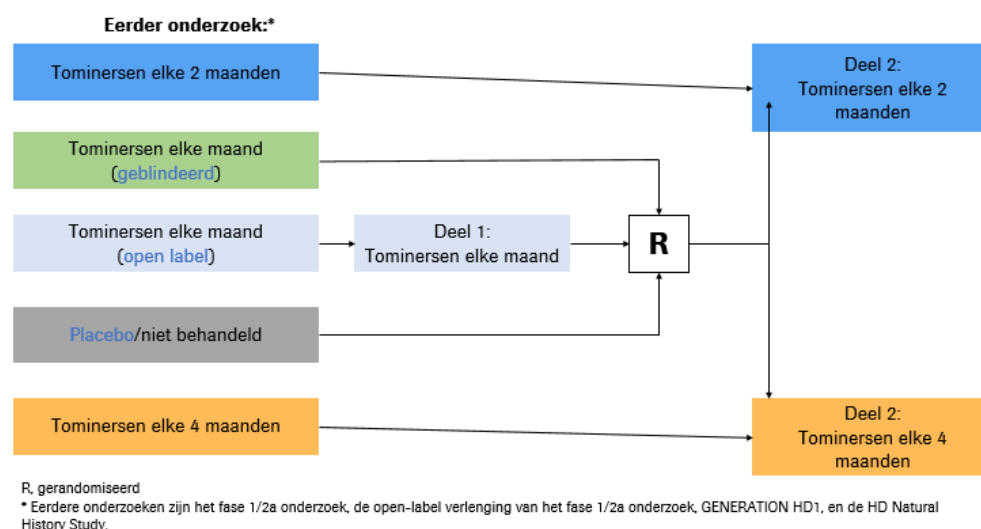 Eerder onderzoek:*
Tominersen elke 2 maanden
Deel 2:
Tominersen elke 2
maanden
Tominersen elke maand
(geblindeerd)
Tominersen elke maand
(open label)
Deel 1:
Tominersen elke maand
R
Placebo/niet behandeld
Tominersen elke 4 maanden
Deel 2:
Tominersen elke 4
maanden
R, gerandomiseerd
* Eerdere onderzoeken zijn het fase 1/2a onderzoek, de open-label verlenging van het fase 1/2a onderzoek, GENERATION HD1, en de HD Natural
History Study.